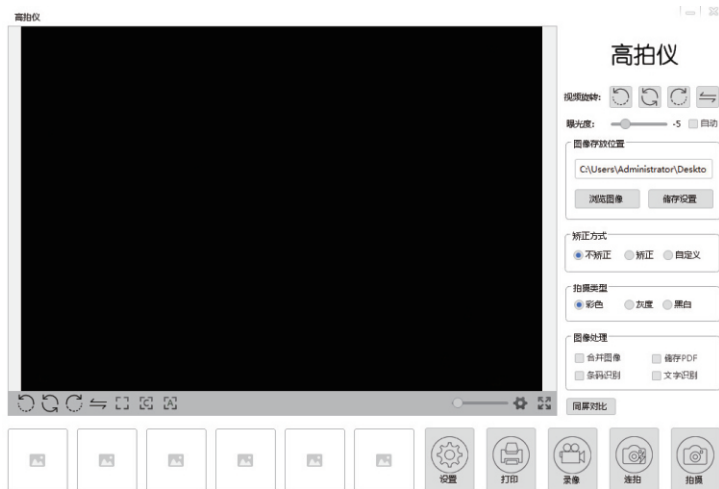 高拍仪
高拍仪
视频旋转:
曝光度: -5 自动
图像存放位置
C:\Users\Administrator\Deskto
浏览图像 储存设置
矫正方式
不矫正 矫正 自定义
拍摄类型
彩色 灰度 黑白
图像处理
合并图像 储存PDF
条码识别 文字识别
同屏对比
[C] [A]
设置 打印 录像 连拍 拍摄